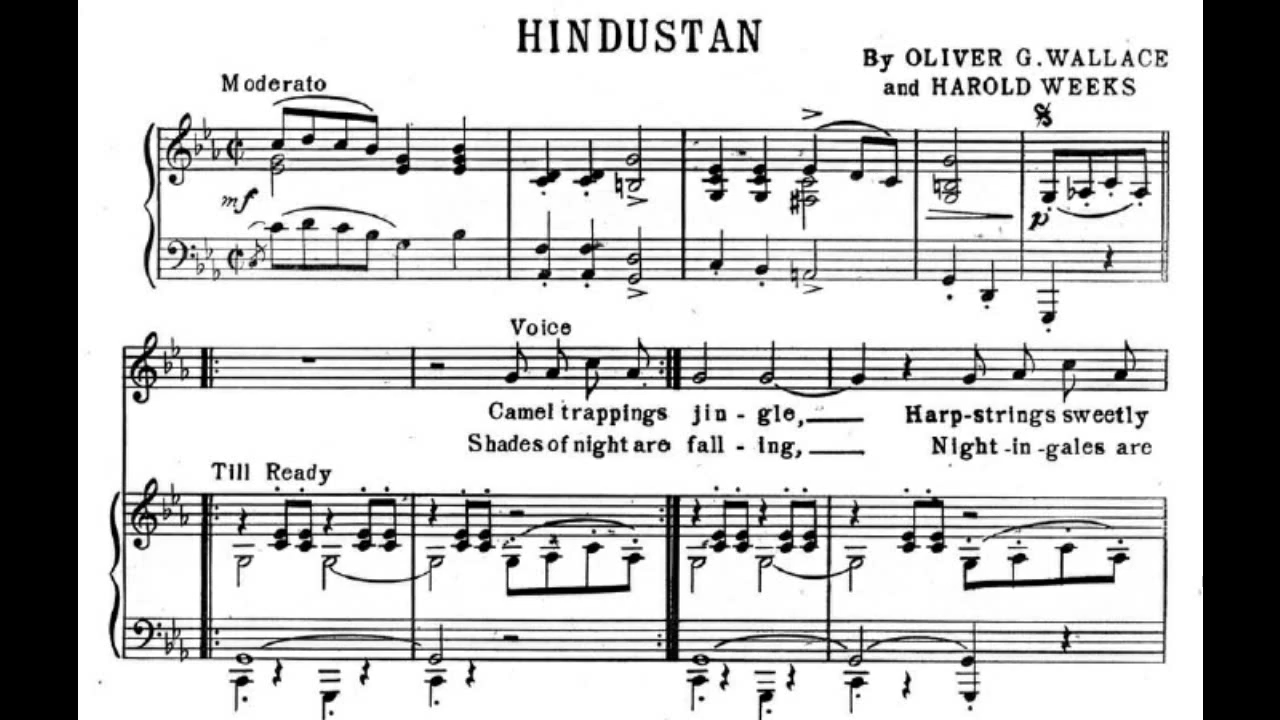 HINDUSTAN
By OLIVER G. WALLACE
and HAROLD WEEKS
Moderato
mf
p
Voice
Camel trappings jin - gle, Harp-strings sweetly
Shades of night are fall - ing, Night - in - gales are
Till Ready